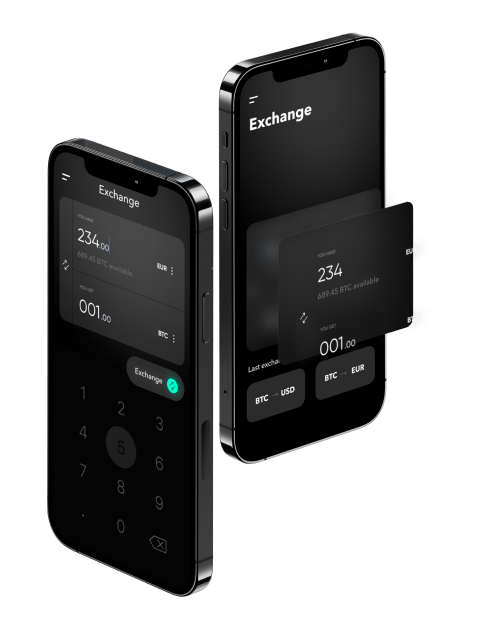 Exchange
YOU HAVE
234.00
EUR
689.45 BTC available
YOU GET
001.00
BTC
Exchange
1 2 3
4 5 6
7 8 9
. 0
Exchange
YOU HAVE
234
EU
689.45 BTC available
YOU GET
BT
001.00
Last excha
BTC → USD
BTC → EUR